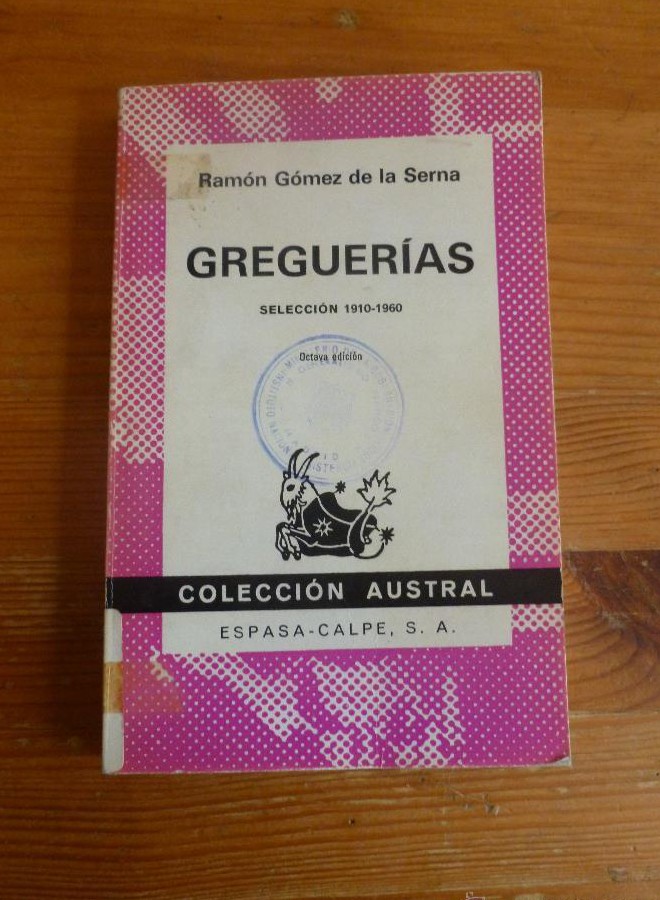 Ramón Gómez de la Serna
GREGUERÍAS
SELECCIÓN 1910-1960
Octava edición
COLECCIÓN AUSTRAL
ESPASA-CALPE, S. A.